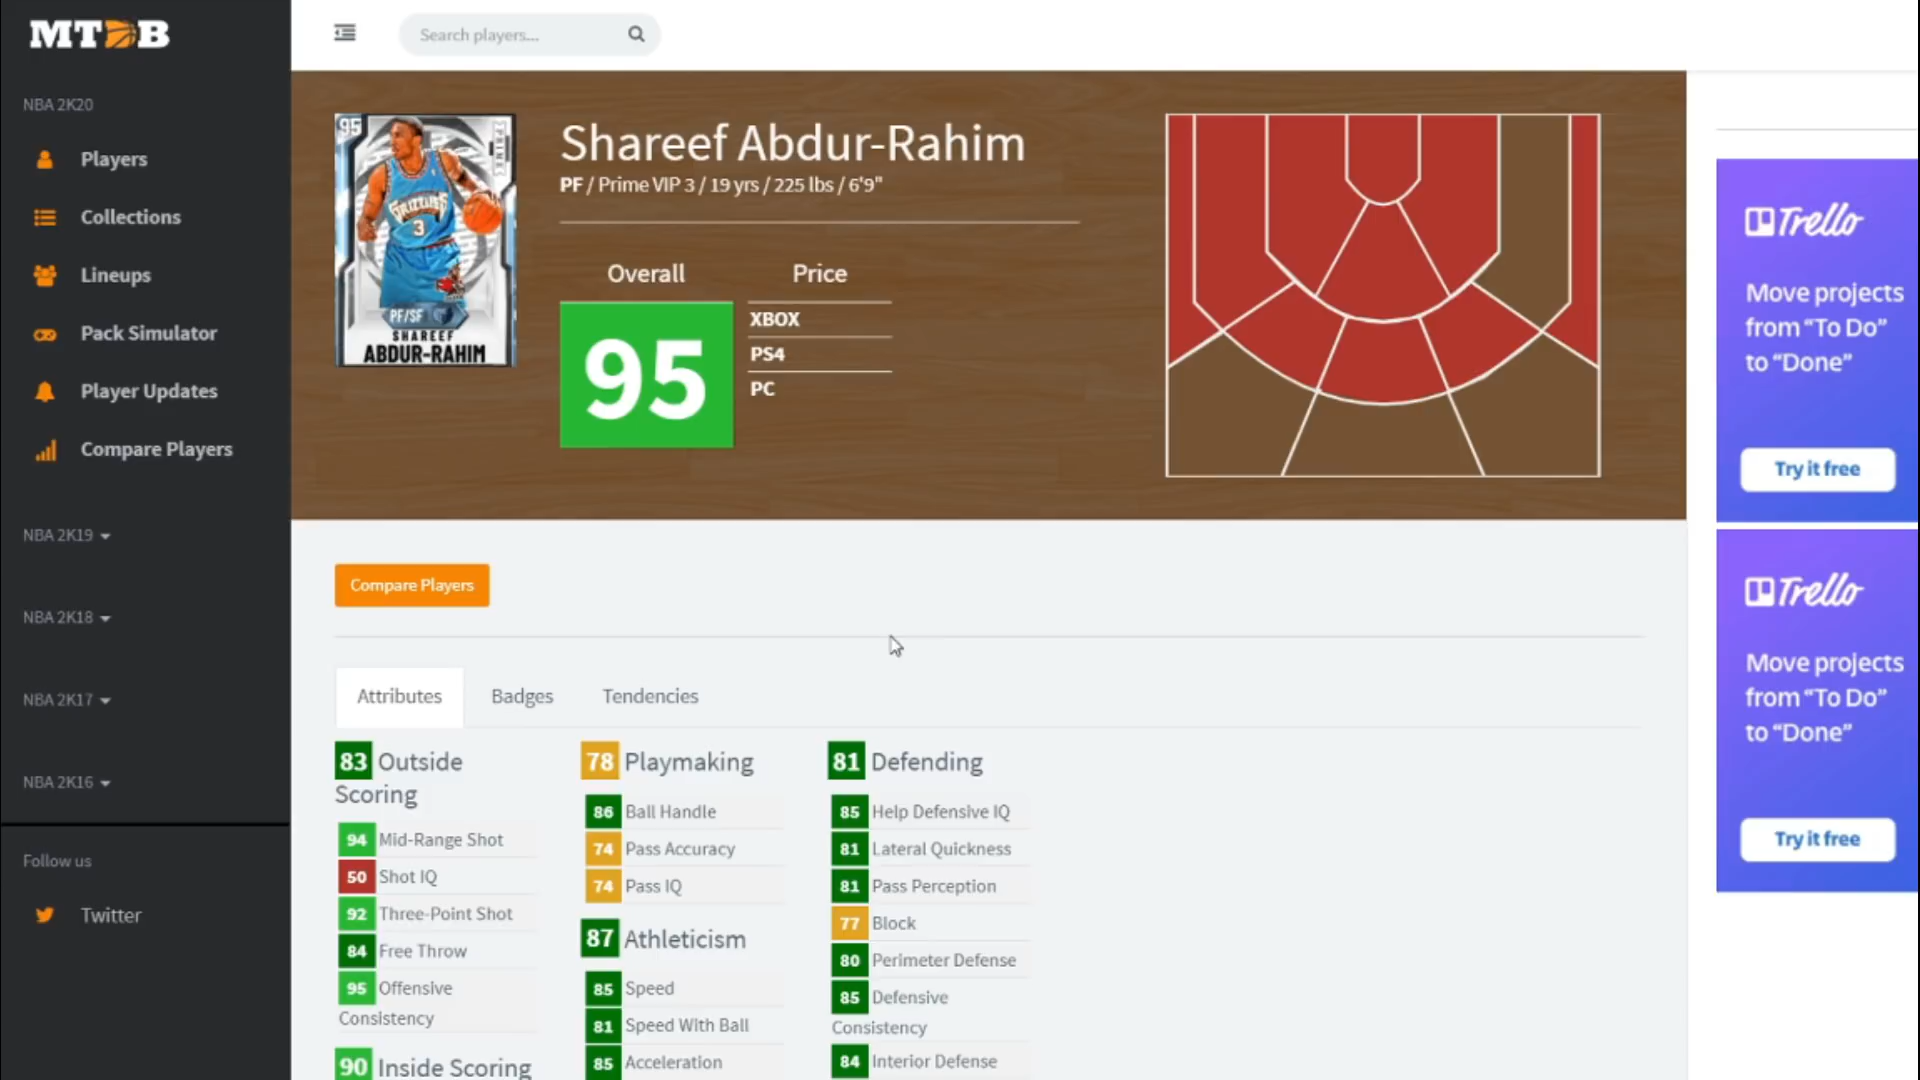 MTDB
Search players...
NBA 2K20
Players
Collections
Lineups
Pack Simulator
Player Updates
Compare Players
NBA 2K19
NBA 2K18
NBA 2K17
NBA 2K16
Follow us
Twitter
95
PRIME
GRIZZLIES
3
PF/SF
SHAREEF
ABDUR-RAHIM
Shareef Abdur-Rahim
PF / Prime VIP 3 / 19 yrs / 225 lbs / 6'9"
Overall
95
Price
XBOX
PS4
PC
Compare Players
Attributes
Badges
Tendencies
83 Outside
Scoring
94 Mid-Range Shot
50 Shot IQ
92 Three-Point Shot
84 Free Throw
95 Offensive
Consistency
90 Inside Scoring
78 Playmaking
86 Ball Handle
74 Pass Accuracy
74 Pass IQ
87 Athleticism
85 Speed
81 Speed With Ball
85 Acceleration
81 Defending
85 Help Defensive IQ
81 Lateral Quickness
81 Pass Perception
77 Block
80 Perimeter Defense
85 Defensive
Consistency
84 Interior Defense
Trello
Move projects
from “To Do”
to “Done”
Try it free
Trello
Move projects
from “To Do”
to “Done”
Try it free